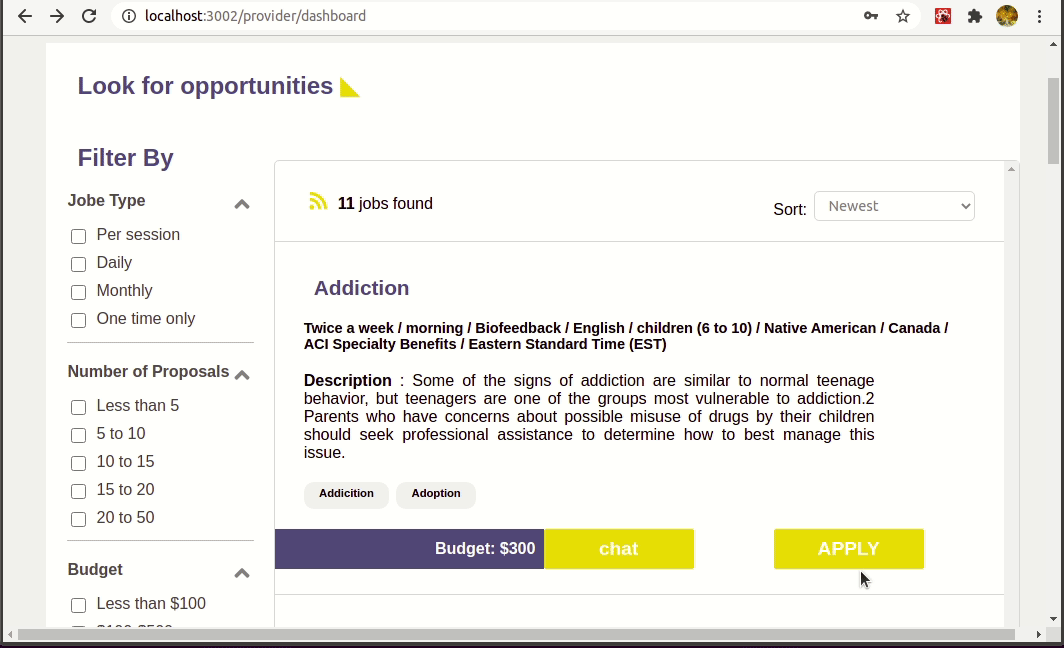 localhost:3002/provider/dashboard
Look for opportunities
Filter By
Jobe Type
Per session
Daily
Monthly
One time only
Number of Proposals
Less than 5
5 to 10
10 to 15
15 to 20
20 to 50
Budget
Less than $100
11 jobs found
Sort: Newest
Addiction
Twice a week / morning / Biofeedback / English / children (6 to 10) / Native American / Canada /
ACI Specialty Benefits / Eastern Standard Time (EST)
Description : Some of the signs of addiction are similar to normal teenage
behavior, but teenagers are one of the groups most vulnerable to addiction.2
Parents who have concerns about possible misuse of drugs by their children
should seek professional assistance to determine how to best manage this
issue.
Addicition Adoption
Budget: $300 chat APPLY